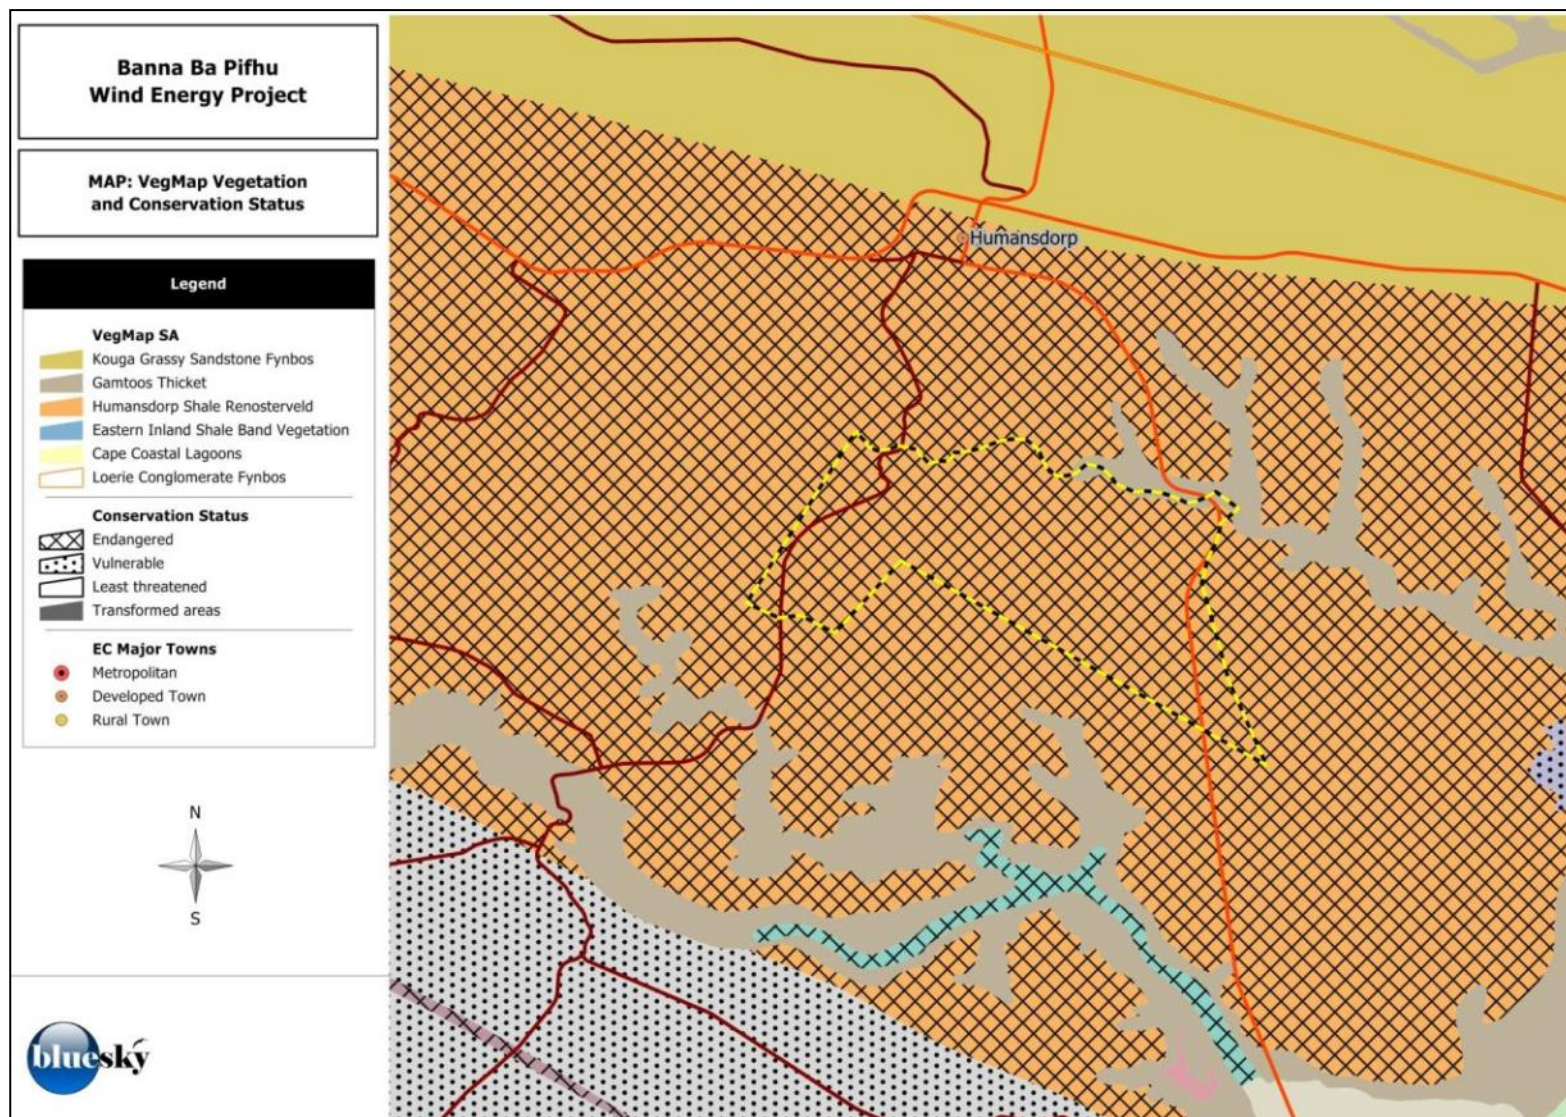 Banna Ba Pifhu
Wind Energy Project
MAP: VegMap Vegetation
and Conservation Status
Legend
VegMap SA
Kouga Grassy Sandstone Fynbos
Gamtoos Thicket
Humansdorp Shale Renosterveld
Eastern Inland Shale Band Vegetation
Cape Coastal Lagoons
Loerie Conglomerate Fynbos
Conservation Status
Endangered
Vulnerable
Least threatened
Transformed areas
EC Major Towns
Metropolitan
Developed Town
Rural Town
N
S
bluesky
Humansdorp